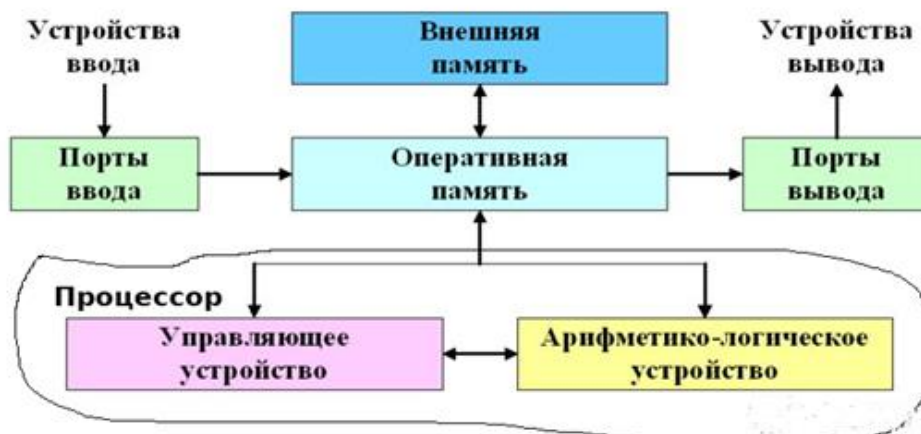 Устройства
ввода
Внешняя
память
Устройства
вывода
Порты
ввода
Оперативная
память
Порты
вывода
Процессор
Управляющее
устройство
Арифметико-логическое
устройство